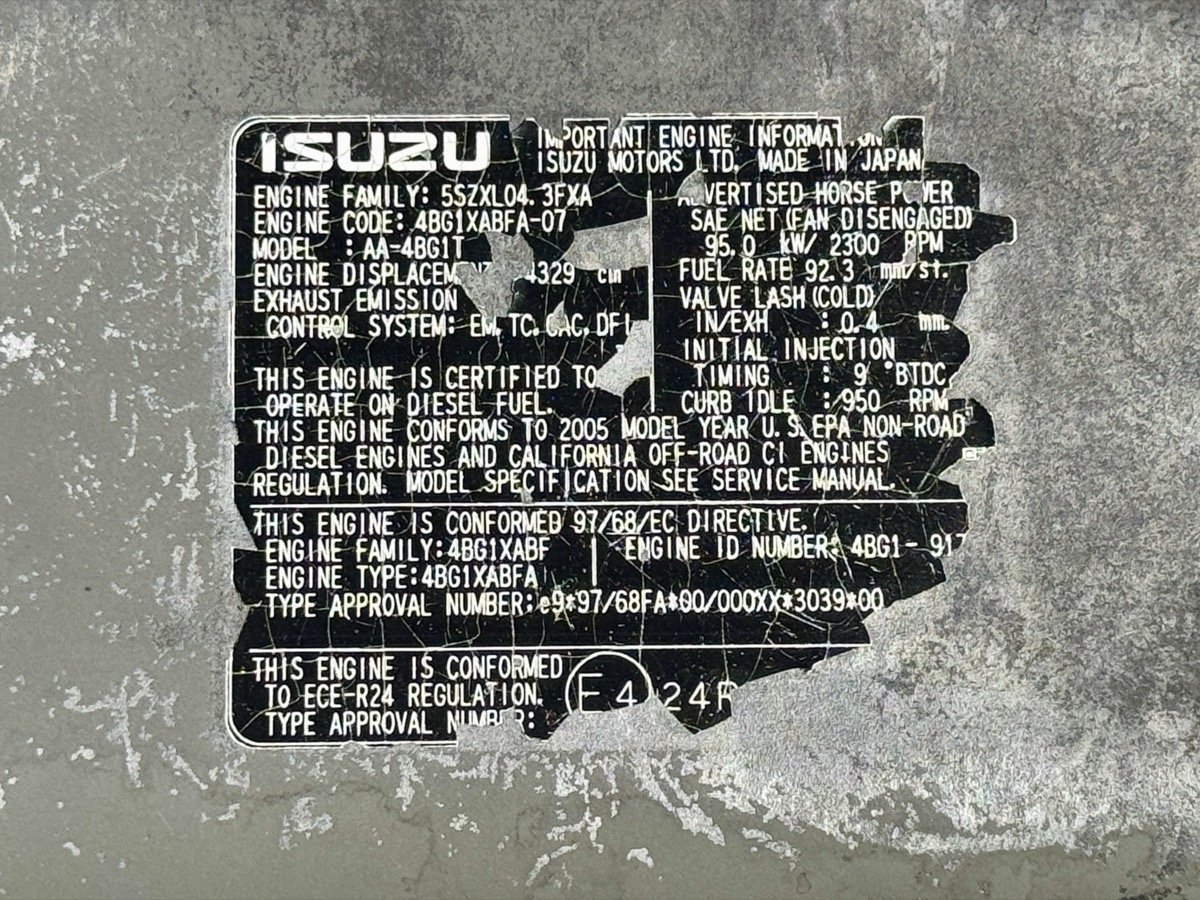 ISUZU
IMPORTANT ENGINE
ISUZU MOTORS LTD. MADE IN JAPAN
ENGINE FAMILY: 5SZXL04.3FXA
ENGINE CODE: 4BG1XABFA-07
MODEL : AA-4BG1T
ENGINE 4329 cm
EXHAUST EMISSION
CONTROL SYSTEM: EM, TC, CAC, DFI
THIS ENGINE IS CERTIFIED TO
OPERATE ON DIESEL FUEL.
ADVERTISED HORSE POWER
SAE NET (FAN DISENGAGED)
95.0 kW/ 2300 RPM
FUEL RATE 92.3 mm/st.
VALVE LASH (COLD)
IN/EXH : 0.4 mm.
INITIAL INJECTION
TIMING : 9 °BTDC
CURB IDLE : 950 RPM
THIS ENGINE CONFORMS TO 2005 MODEL YEAR U.S. EPA NON-ROAD
DIESEL ENGINES AND CALIFORNIA OFF-ROAD CI ENGINES
REGULATION. MODEL SPECIFICATION SEE SERVICE MANUAL.
THIS ENGINE IS CONFORMED 97/68/EC DIRECTIVE.
ENGINE FAMILY:4BG1XABF
ENGINE ID NUMBER: 4BG1- 917
ENGINE TYPE:4BG1XABFA
TYPE APPROVAL NUMBER:e9*97/68FA*00/000XX*3039*00
THIS ENGINE IS CONFORMED
TO ECE-R24 REGULATION.
TYPE APPROVAL NUMBER:
E4 24R